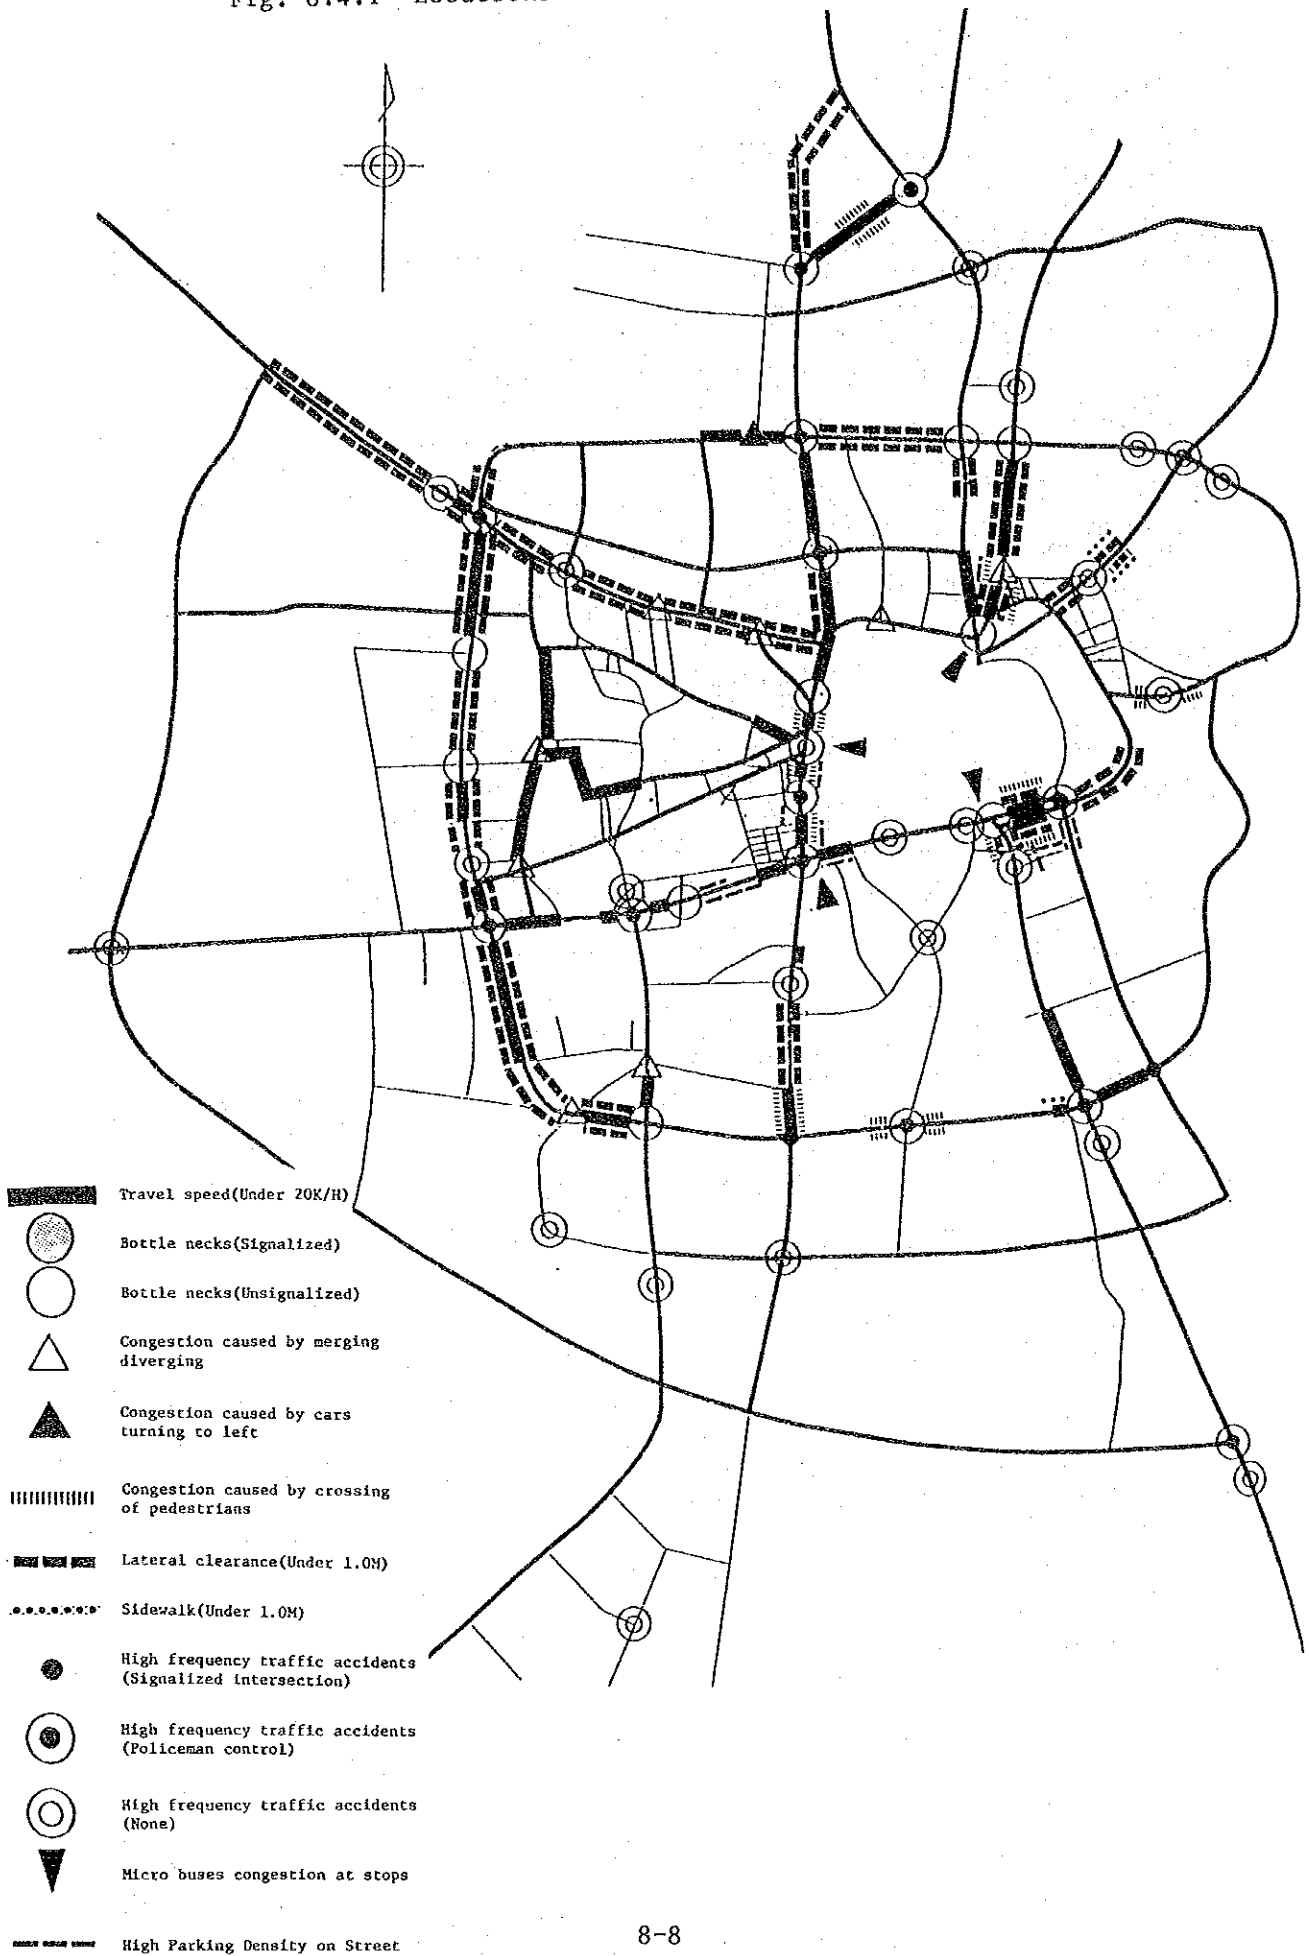 Travel speed(Under 20K/H)
Bottle necks(Signalized)
Bottle necks(Unsignalized)
Congestion caused by merging
diverging
Congestion caused by cars
turning to left
Congestion caused by crossing
of pedestrians
Lateral clearance(Under 1.0M)
Sidewalk(Under 1.0M)
High frequency traffic accidents
(Signalized intersection)
High frequency traffic accidents
(Policeman control)
High frequency traffic accidents
(None)
Micro buses congestion at stops
High Parking Density on Street
8-8